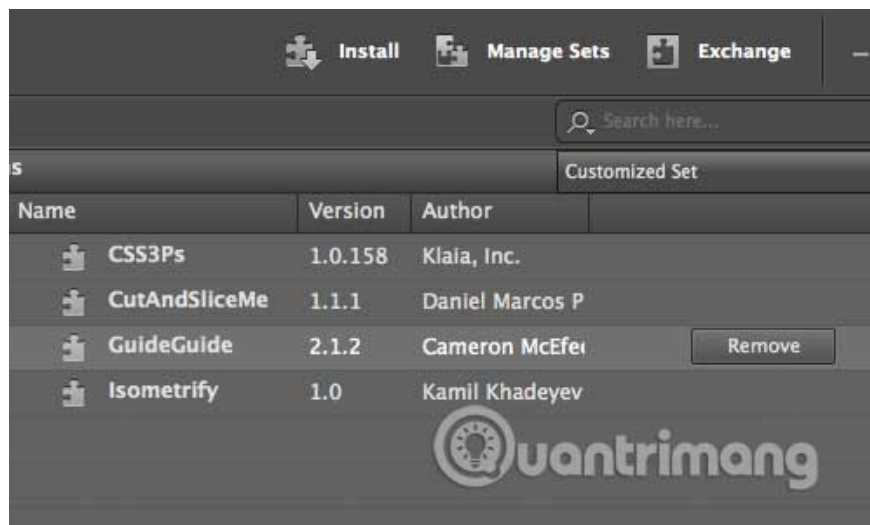 Install Manage Sets Exchange
Search here...
s Customized Set
Name Version Author
CSS3Ps 1.0.158 Klaia, Inc.
CutAndSliceMe 1.1.1 Daniel Marcos P
GuideGuide 2.1.2 Cameron McEfe Remove
Isometrify 1.0 Kamil Khadeyev
Quantrimang